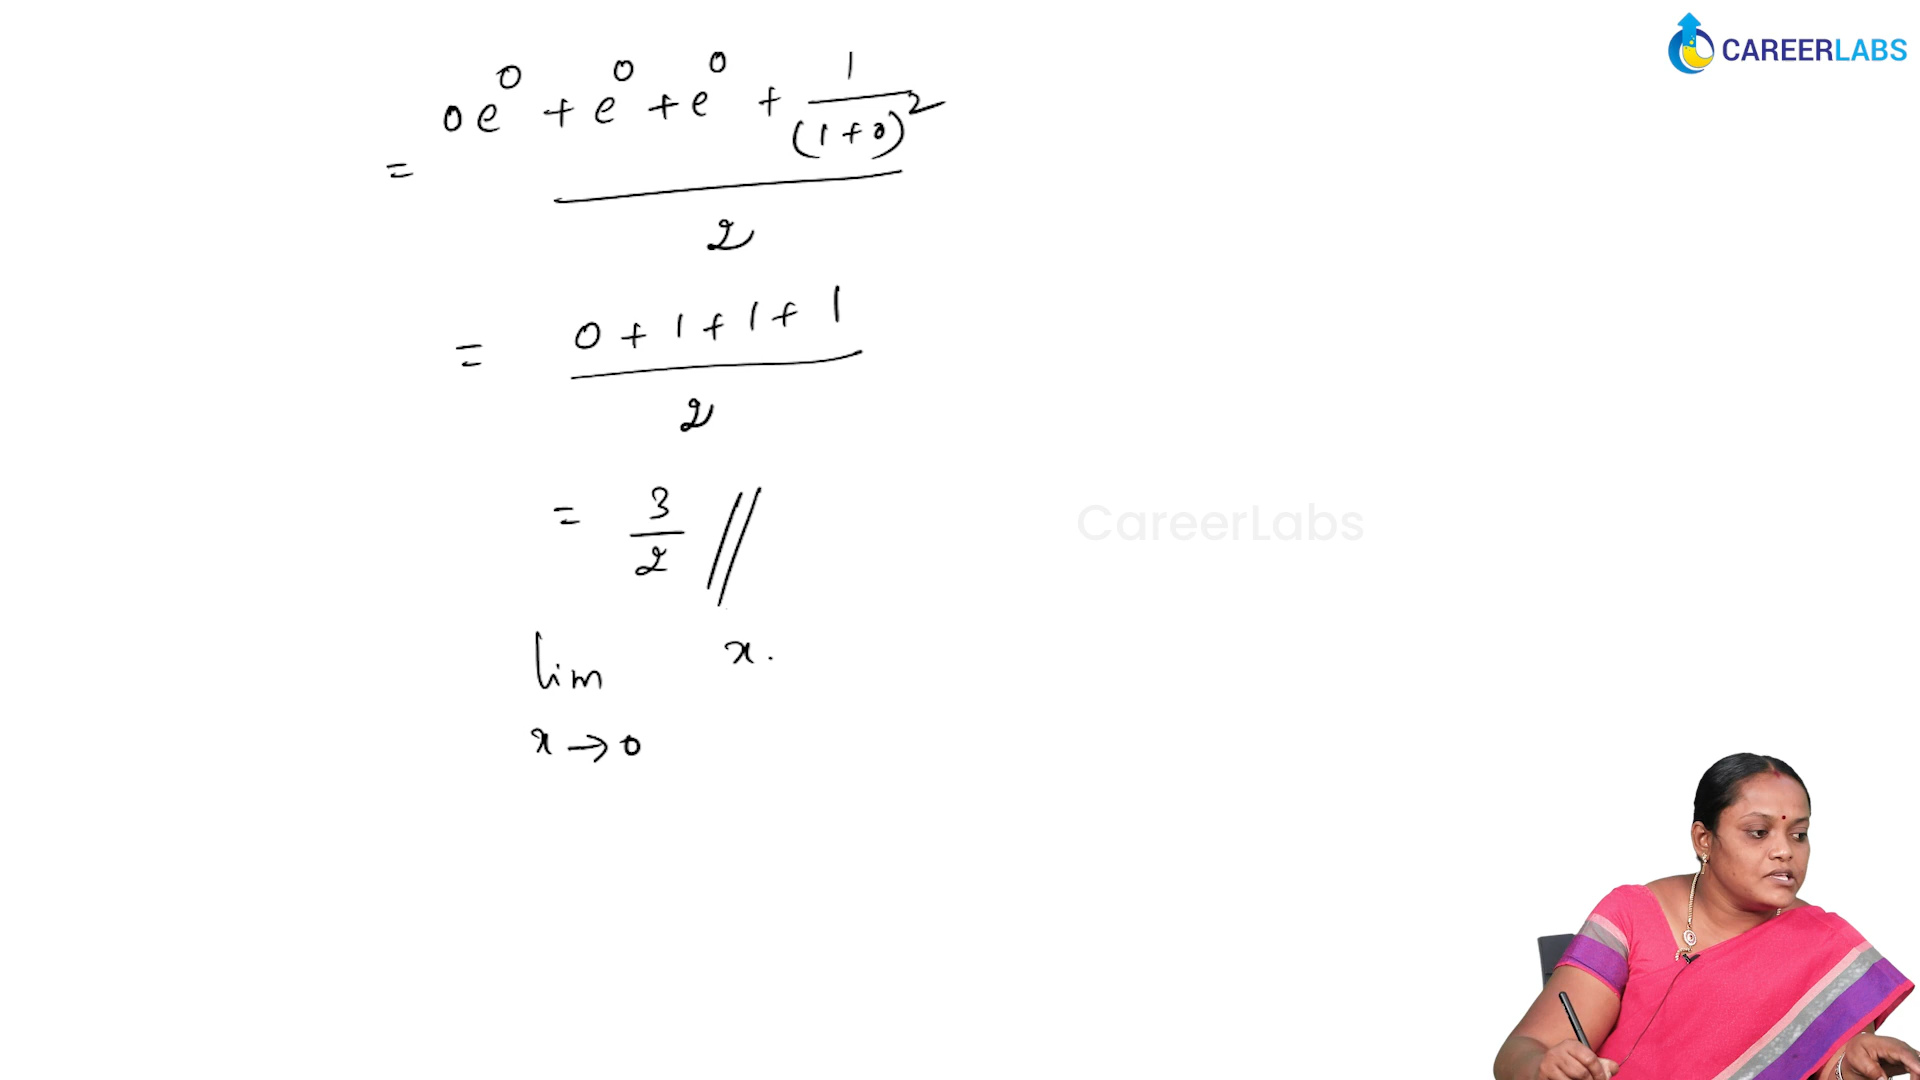 CAREERLABS
0e^0 + e^0 + e^0 + 1/(1+0)^2
= ———
2
= 0 + 1 + 1 + 1
2
= 3/2 //
CareerLabs
lim x.
x → 0